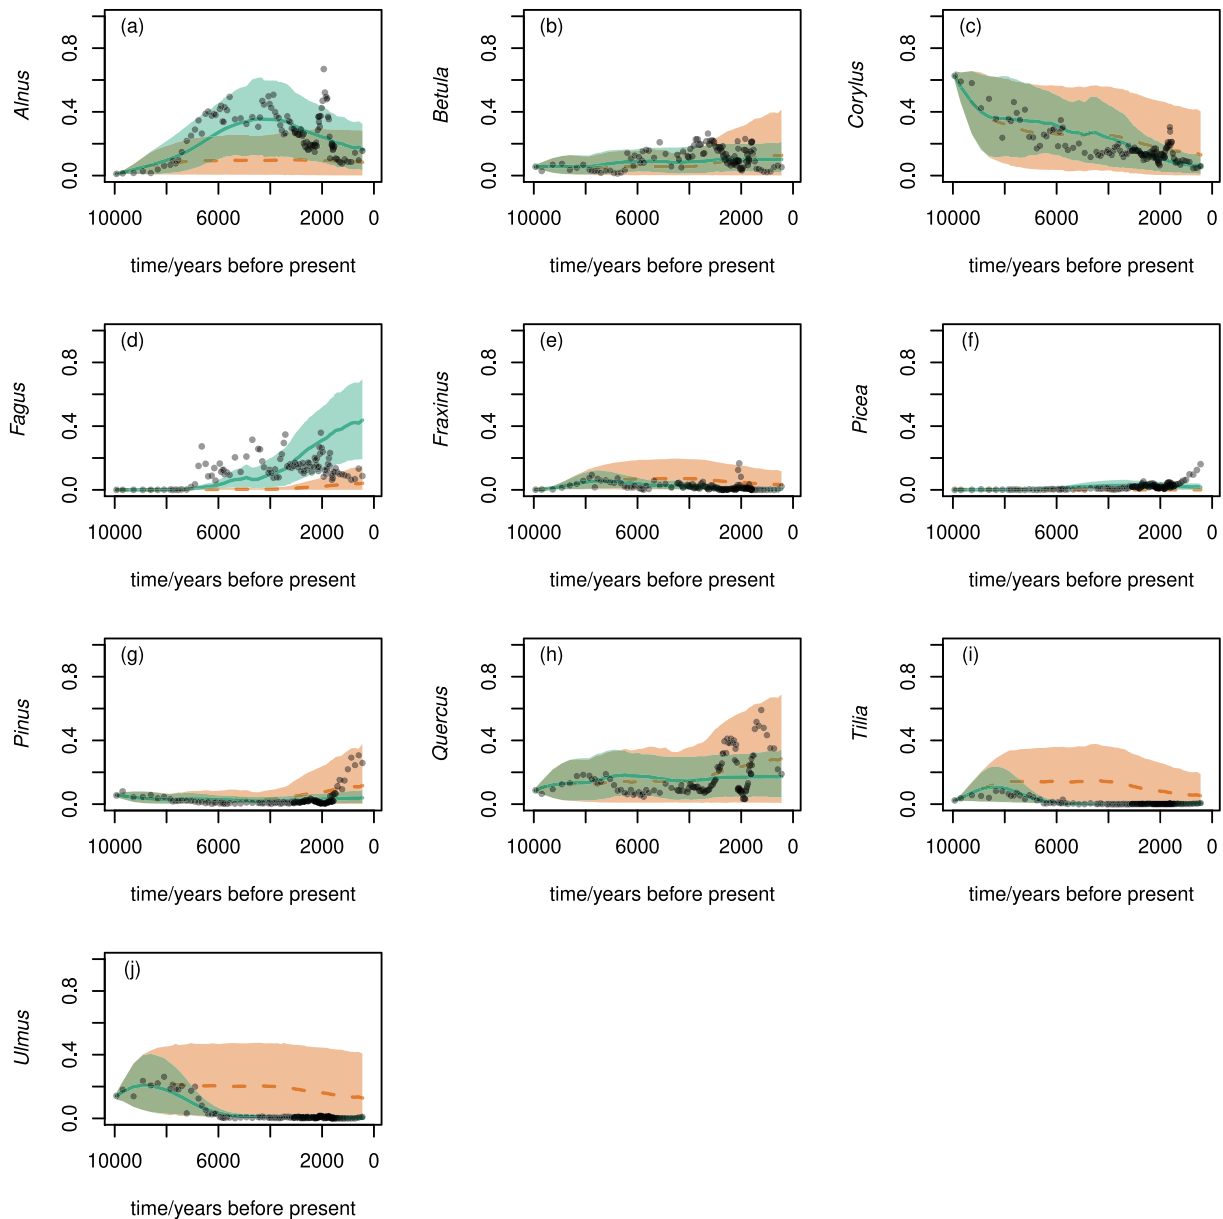 (a)
Alnus
0.0 0.4 0.8
10000 6000 2000 0
time/years before present
(b)
Betula
0.0 0.4 0.8
10000 6000 2000 0
time/years before present
(c)
Corylus
0.0 0.4 0.8
10000 6000 2000 0
time/years before present
(d)
Fagus
0.0 0.4 0.8
10000 6000 2000 0
time/years before present
(e)
Fraxinus
0.0 0.4 0.8
10000 6000 2000 0
time/years before present
(f)
Picea
0.0 0.4 0.8
10000 6000 2000 0
time/years before present
(g)
Pinus
0.0 0.4 0.8
10000 6000 2000 0
time/years before present
(h)
Quercus
0.0 0.4 0.8
10000 6000 2000 0
time/years before present
(i)
Tilia
0.0 0.4 0.8
10000 6000 2000 0
time/years before present
(j)
Ulmus
0.0 0.4 0.8
10000 6000 2000 0
time/years before present